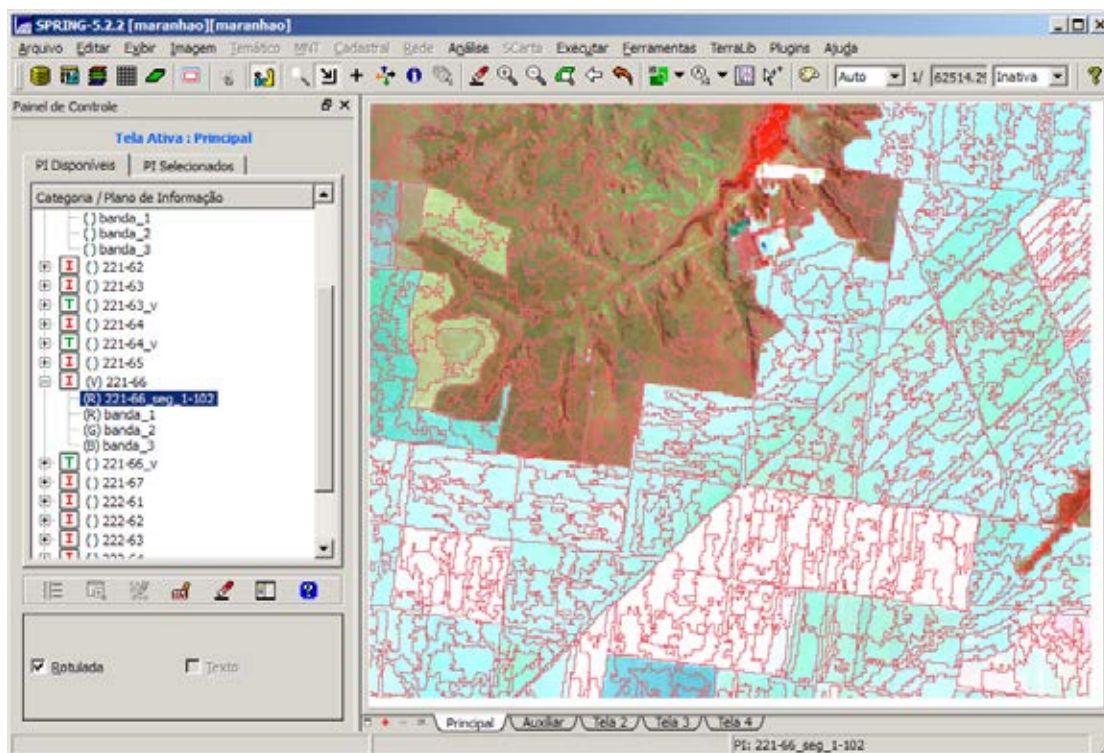 SPRING-5.2.2 [maranhao][maranhao]
Arquivo Editar Exibir Imagem Temático MNT Cadastral Rede Análise SCarta Executar Ferramentas TerraLib Plugins Ajuda
Auto 1/ 62514.29 Inativa
Painel de Controle
Tela Ativa : Principal
PI Disponíveis PI Selecionados
Categoria / Plano de Informação
() banda_1
() banda_2
() banda_3
I () 221-62
I () 221-63
T () 221-63_v
I () 221-64
T () 221-64_v
I () 221-65
I (V) 221-66
(R) 221-66_seg_1-102
(R) banda_1
(G) banda_2
(B) banda_3
T () 221-66_v
I () 221-67
I () 222-61
I () 222-62
I () 222-63
Rotulada Texto
Principal Auxiliar Tela 2 Tela 3 Tela 4
PI: 221-66_seg_1-102